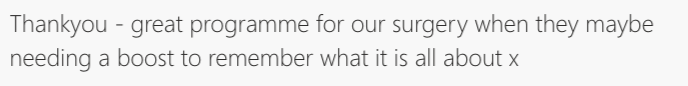 Thankyou - great programme for our surgery when they maybe
needing a boost to remember what it is all about x